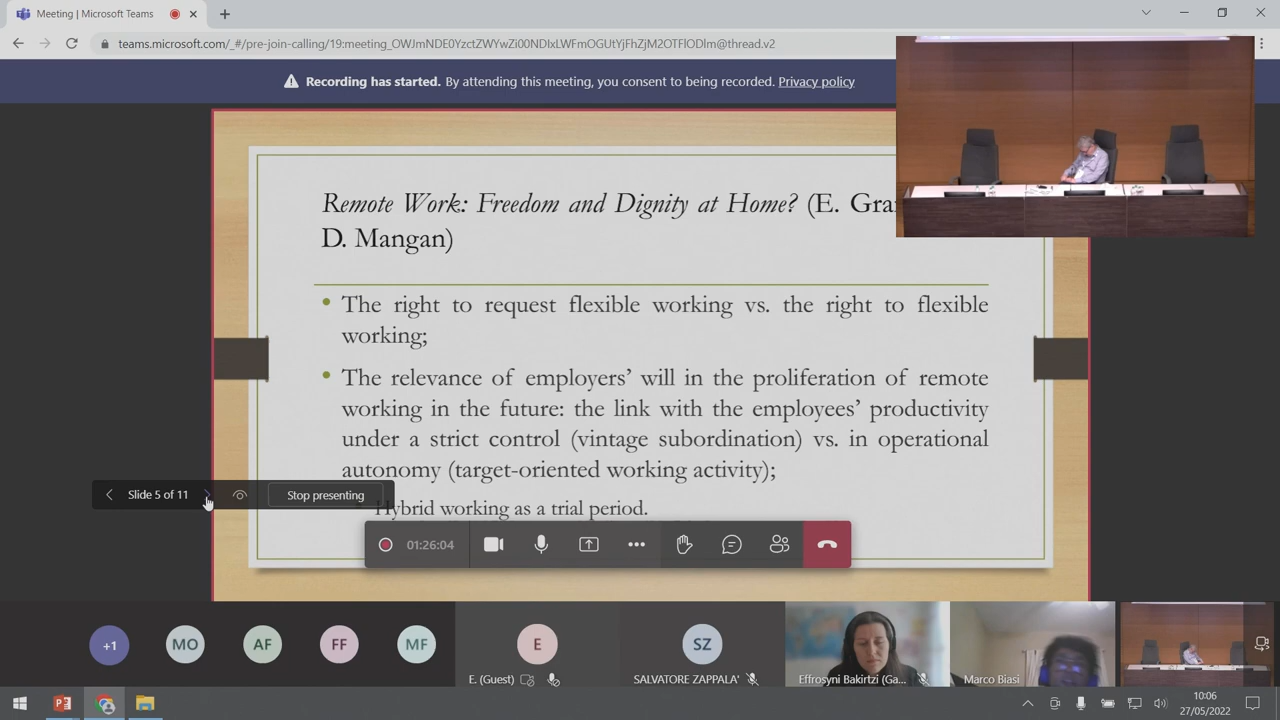 Meeting | Microsoft Teams
teams.microsoft.com/_#/pre-join-calling/19:meeting_OWJmNDE0YzctZWYwZi00NDIxLWFmOGUtYjFhZjM2OTFlODlm@thread.v2
Recording has started. By attending this meeting, you consent to being recorded. Privacy policy
Remote Work: Freedom and Dignity at Home? (E.
D. Mangan)
• The right to request flexible working vs. the right to flexible
working;
• The relevance of employers’ will in the proliferation of remote
working in the future: the link with the employees’ productivity
under a strict control (vintage subordination) vs. in operational
autonomy (target-oriented working activity);
Slide 5 of 11
Stop presenting
Hybrid working as a trial period.
01:26:04
+1
MO
AF
FF
MF
E
SZ
E. (Guest)
SALVATORE ZAPPALA'
Effrosyni Bakirtzi (Ga...
Marco Biasi
10:06
27/05/2022